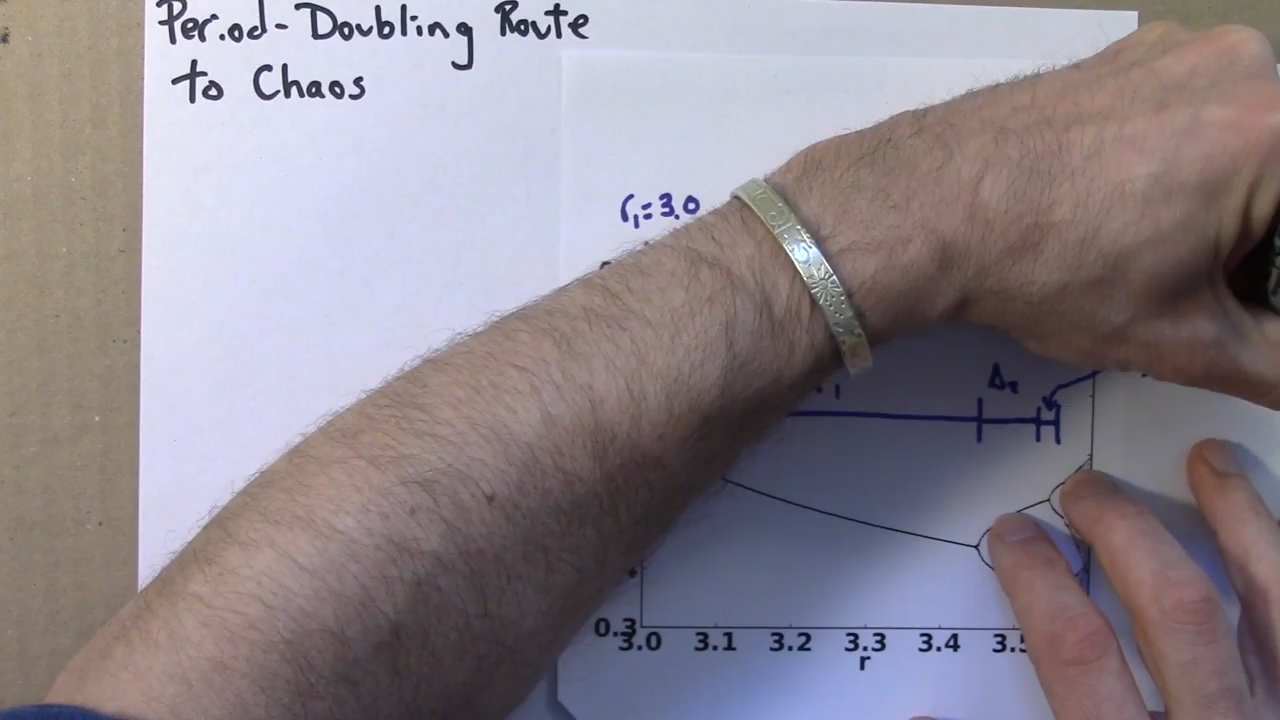 Period-Doubling Route
to Chaos
r₁=3.0
Δ₂
0.3
3.0 3.1 3.2 3.3 3.4
r